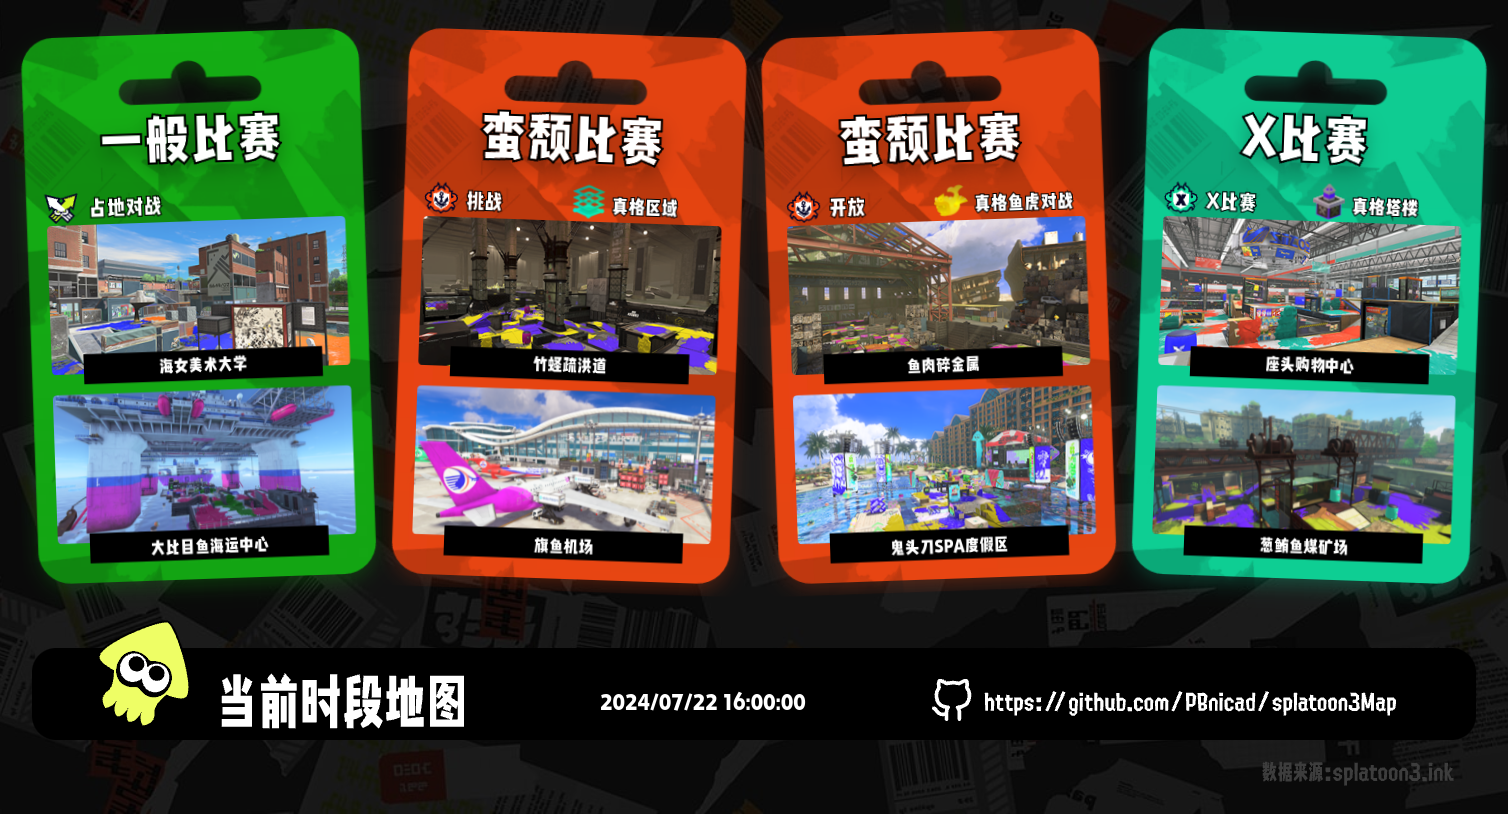 一般比赛
占地对战
海女美术大学
大比目鱼海运中心
蛮颓比赛
挑战
真格区域
竹蛏疏洪道
旗鱼机场
蛮颓比赛
开放
真格鱼虎对战
鱼肉碎金属
鬼头刀SPA度假区
X比赛
X比赛
真格塔楼
座头购物中心
葱鲔鱼煤矿场
当前时段地图
2024/07/22 16:00:00
https://github.com/PBnicad/splatoon3Map
数据来源:splatoon3.ink